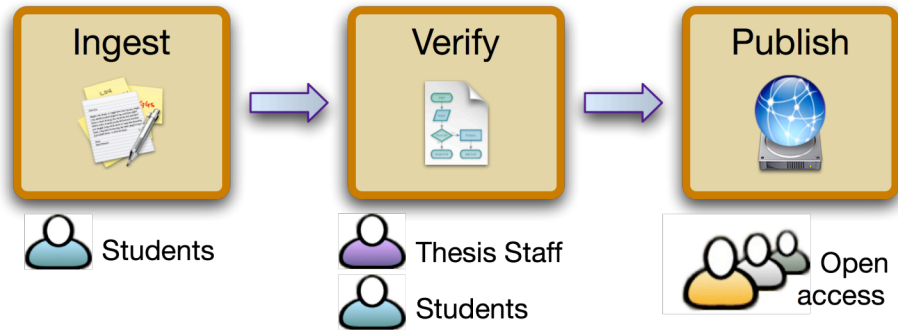 Ingest
Verify
Publish
Students
Thesis Staff
Students
Open
access